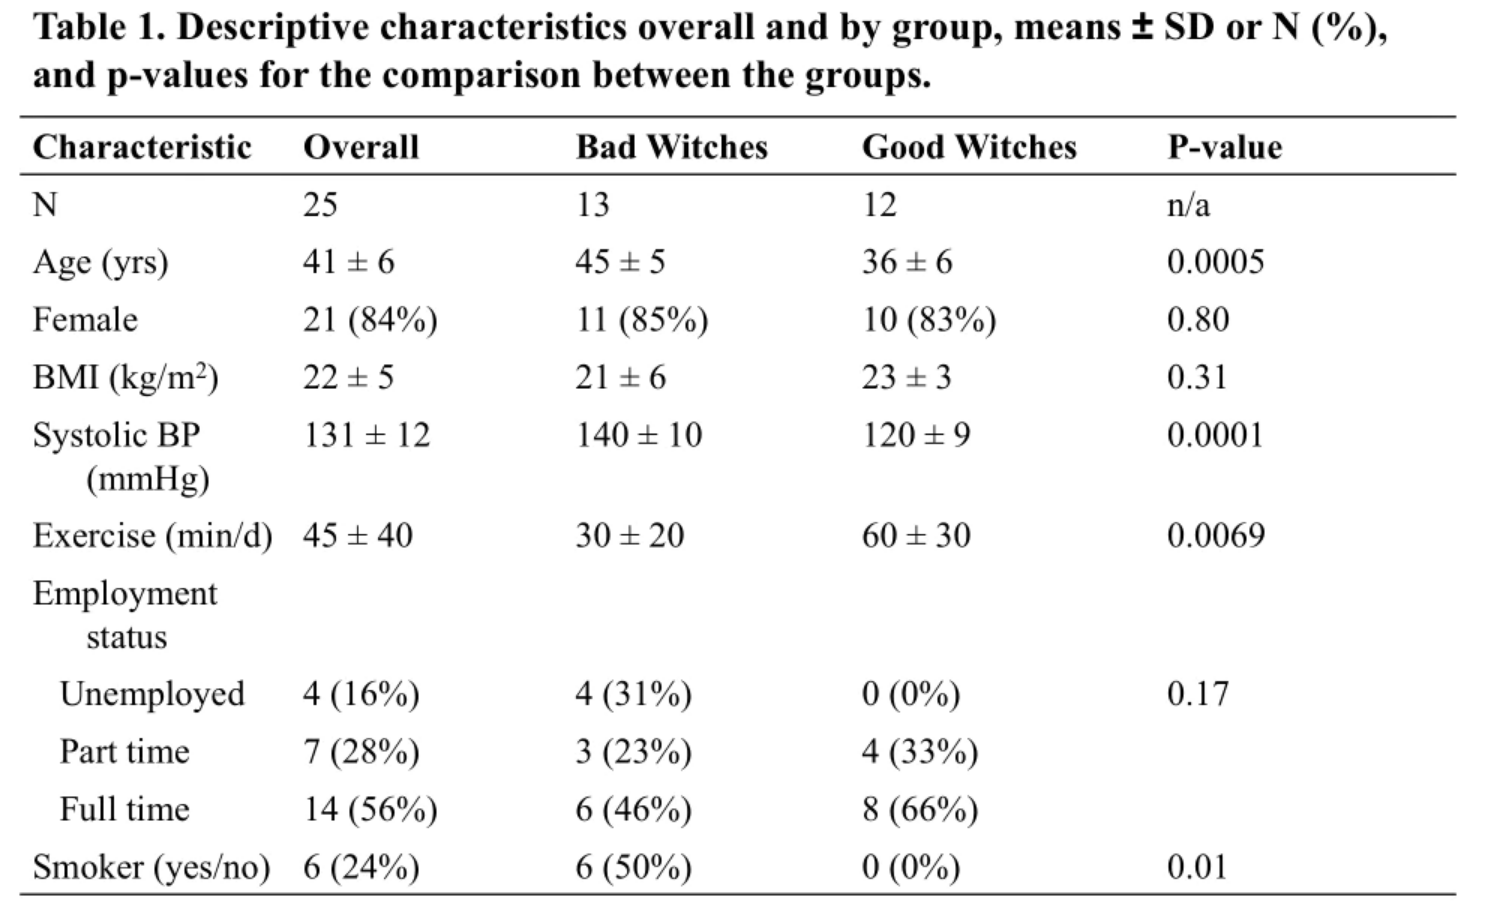 Table 1. Descriptive characteristics overall and by group, means ± SD or N (%),
and p-values for the comparison between the groups.
Characteristic Overall Bad Witches Good Witches P-value
N 25 13 12 n/a
Age (yrs) 41 ± 6 45 ± 5 36 ± 6 0.0005
Female 21 (84%) 11 (85%) 10 (83%) 0.80
BMI (kg/m²) 22 ± 5 21 ± 6 23 ± 3 0.31
Systolic BP 131 ± 12 140 ± 10 120 ± 9 0.0001
(mmHg)
Exercise (min/d) 45 ± 40 30 ± 20 60 ± 30 0.0069
Employment
status
Unemployed 4 (16%) 4 (31%) 0 (0%) 0.17
Part time 7 (28%) 3 (23%) 4 (33%)
Full time 14 (56%) 6 (46%) 8 (66%)
Smoker (yes/no) 6 (24%) 6 (50%) 0 (0%) 0.01